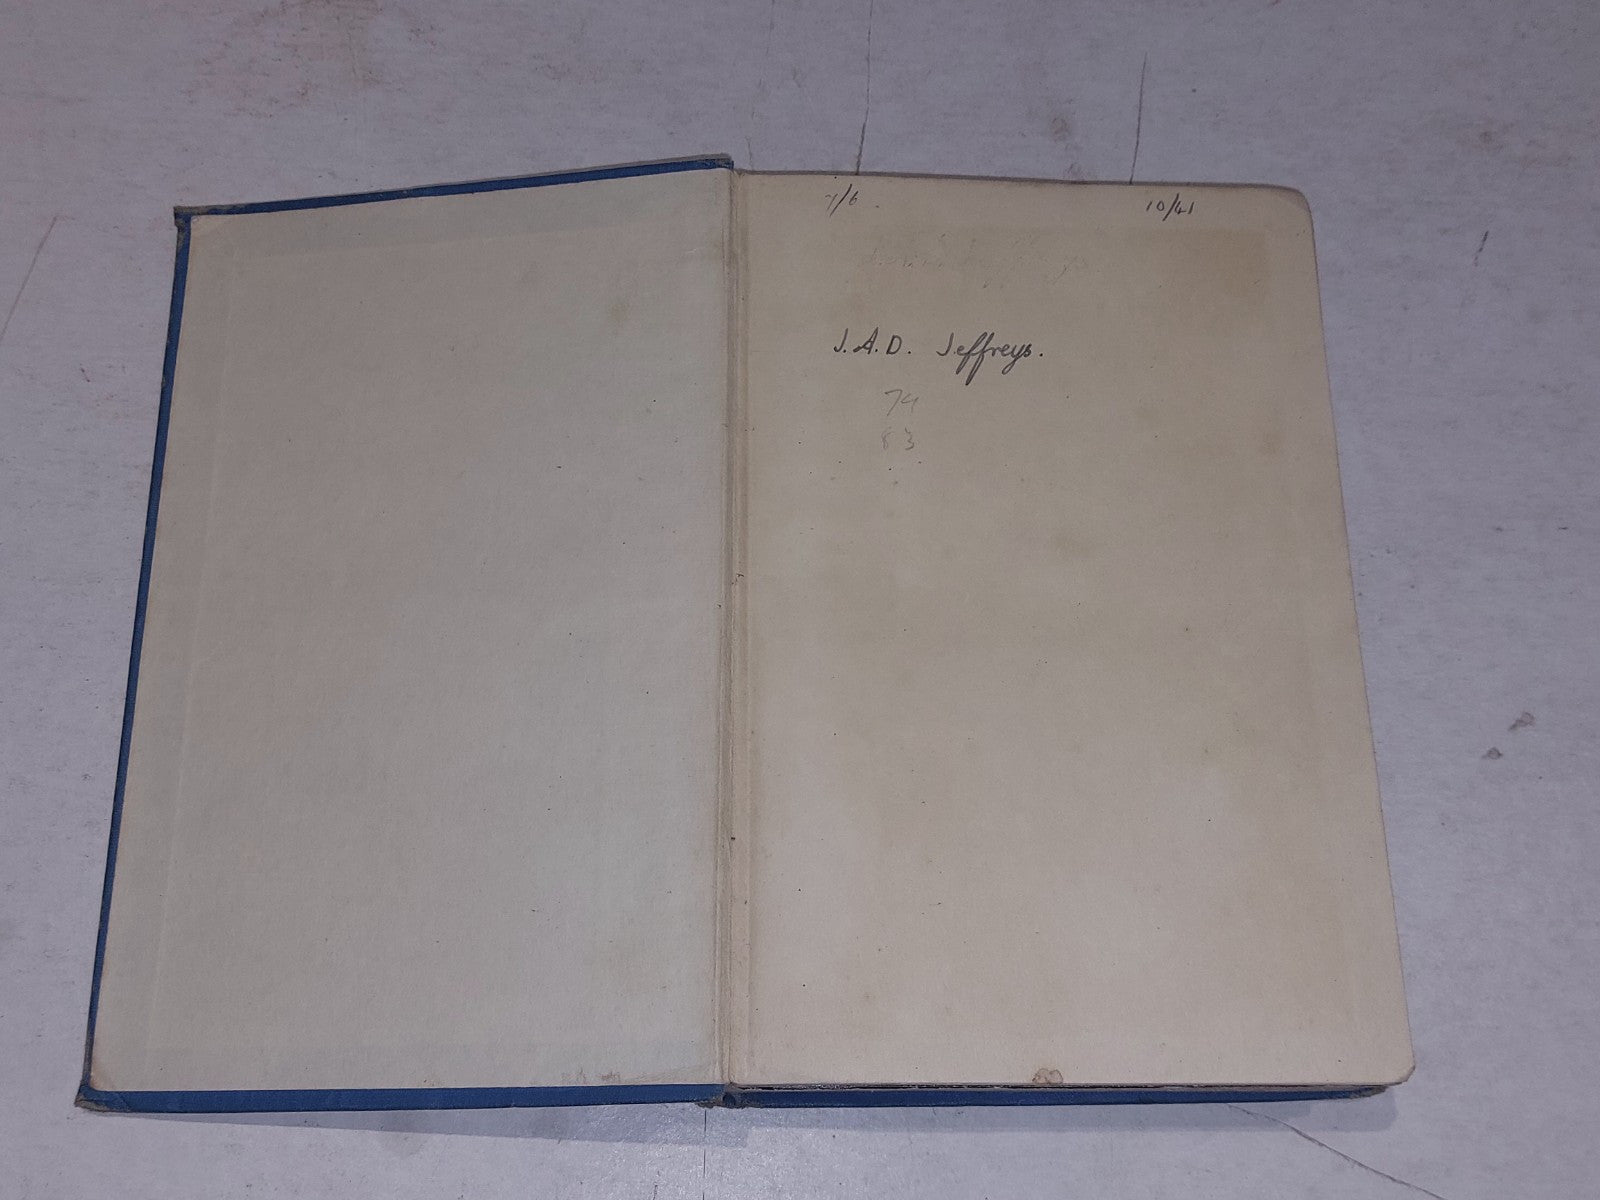 7/6. 10/41
J.A.D. Jeffreys.
74
83